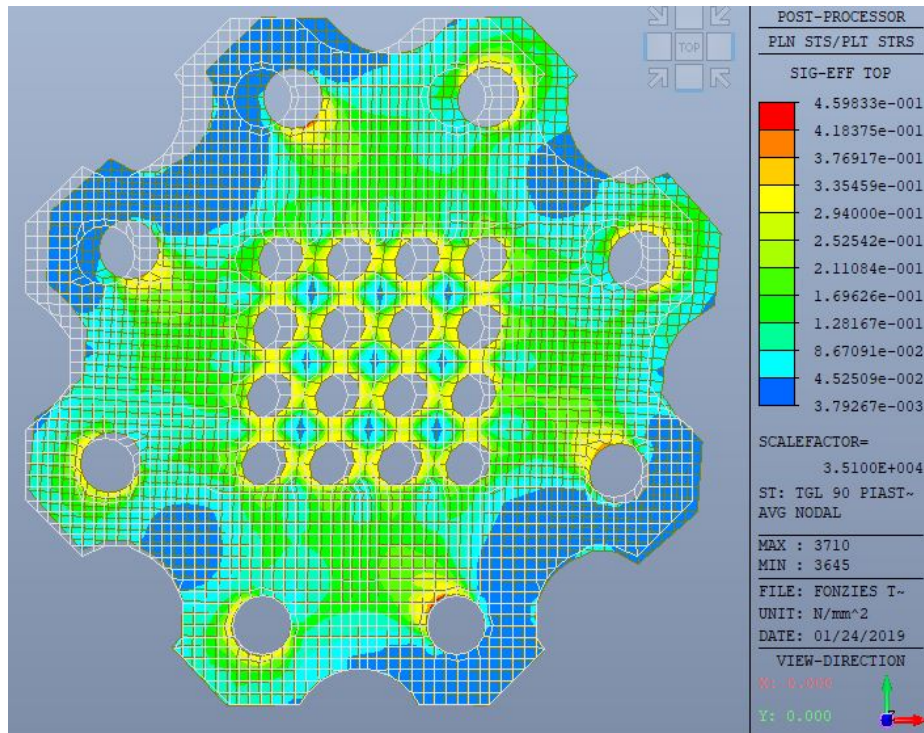 TOP
POST-PROCESSOR
PLN STS/PLT STRS
SIG-EFF TOP
4.59833e-001
4.18375e-001
3.76917e-001
3.35459e-001
2.94000e-001
2.52542e-001
2.11084e-001
1.69626e-001
1.28167e-001
8.67091e-002
4.52509e-002
3.79267e-003
SCALEFACTOR=
3.5100E+004
ST: TGL 90 PIAST~
AVG NODAL
MAX : 3710
MIN : 3645
FILE: FONZIES T~
UNIT: N/mm^2
DATE: 01/24/2019
VIEW-DIRECTION
X: 0.000
Y: 0.000